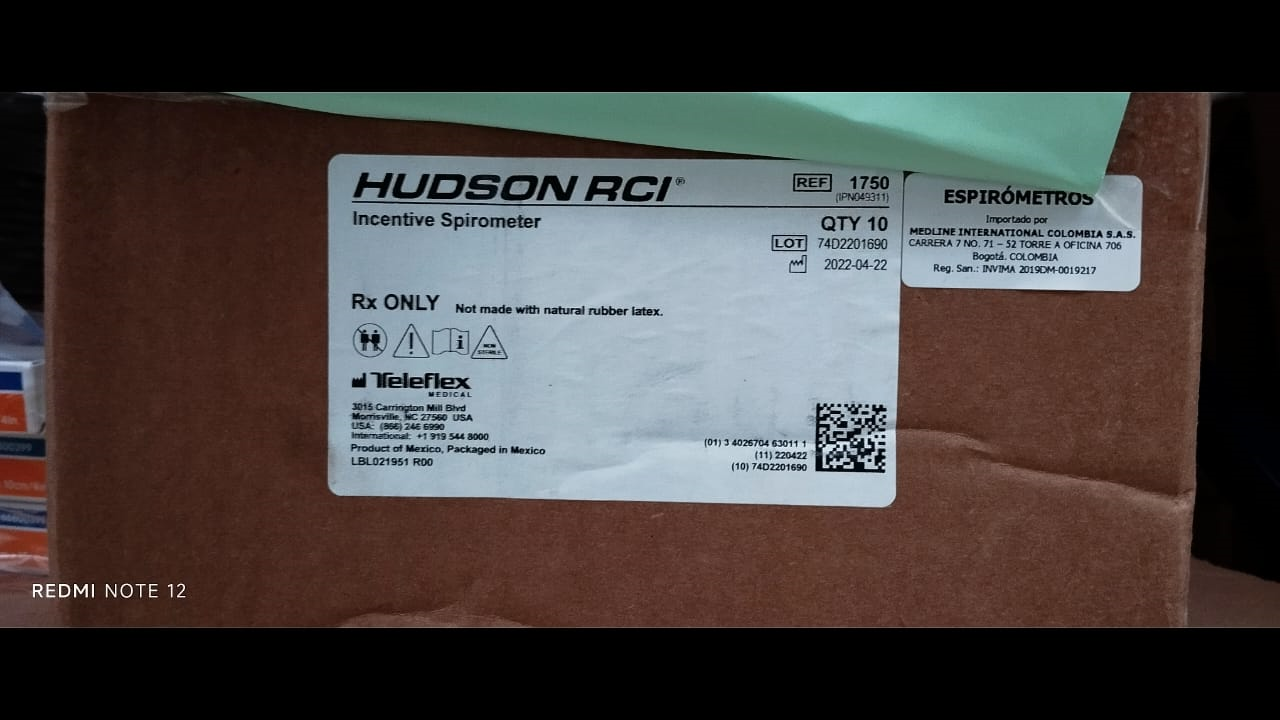 HUDSON RCI®
REF 1750
(IPN049311)
Incentive Spirometer
QTY 10
LOT 74D2201690
2022-04-22
Rx ONLY Not made with natural rubber latex.
NON STERILE
Teleflex
MEDICAL
3015 Carrington Mill Blvd
Morrisville, NC 27560 USA
USA: (866) 246 6990
International: +1 919 544 8000
Product of Mexico, Packaged in Mexico
LBL021951 R00
(01) 3 4026704 63011 1
(11) 220422
(10) 74D2201690
ESPIRÓMETROS
Importado por
MEDLINE INTERNATIONAL COLOMBIA S.A.S.
CARRERA 7 NO. 71 – 52 TORRE A OFICINA 706
Bogotá. COLOMBIA
Reg. San.: INVIMA 2019DM-0019217
REDMI NOTE 12